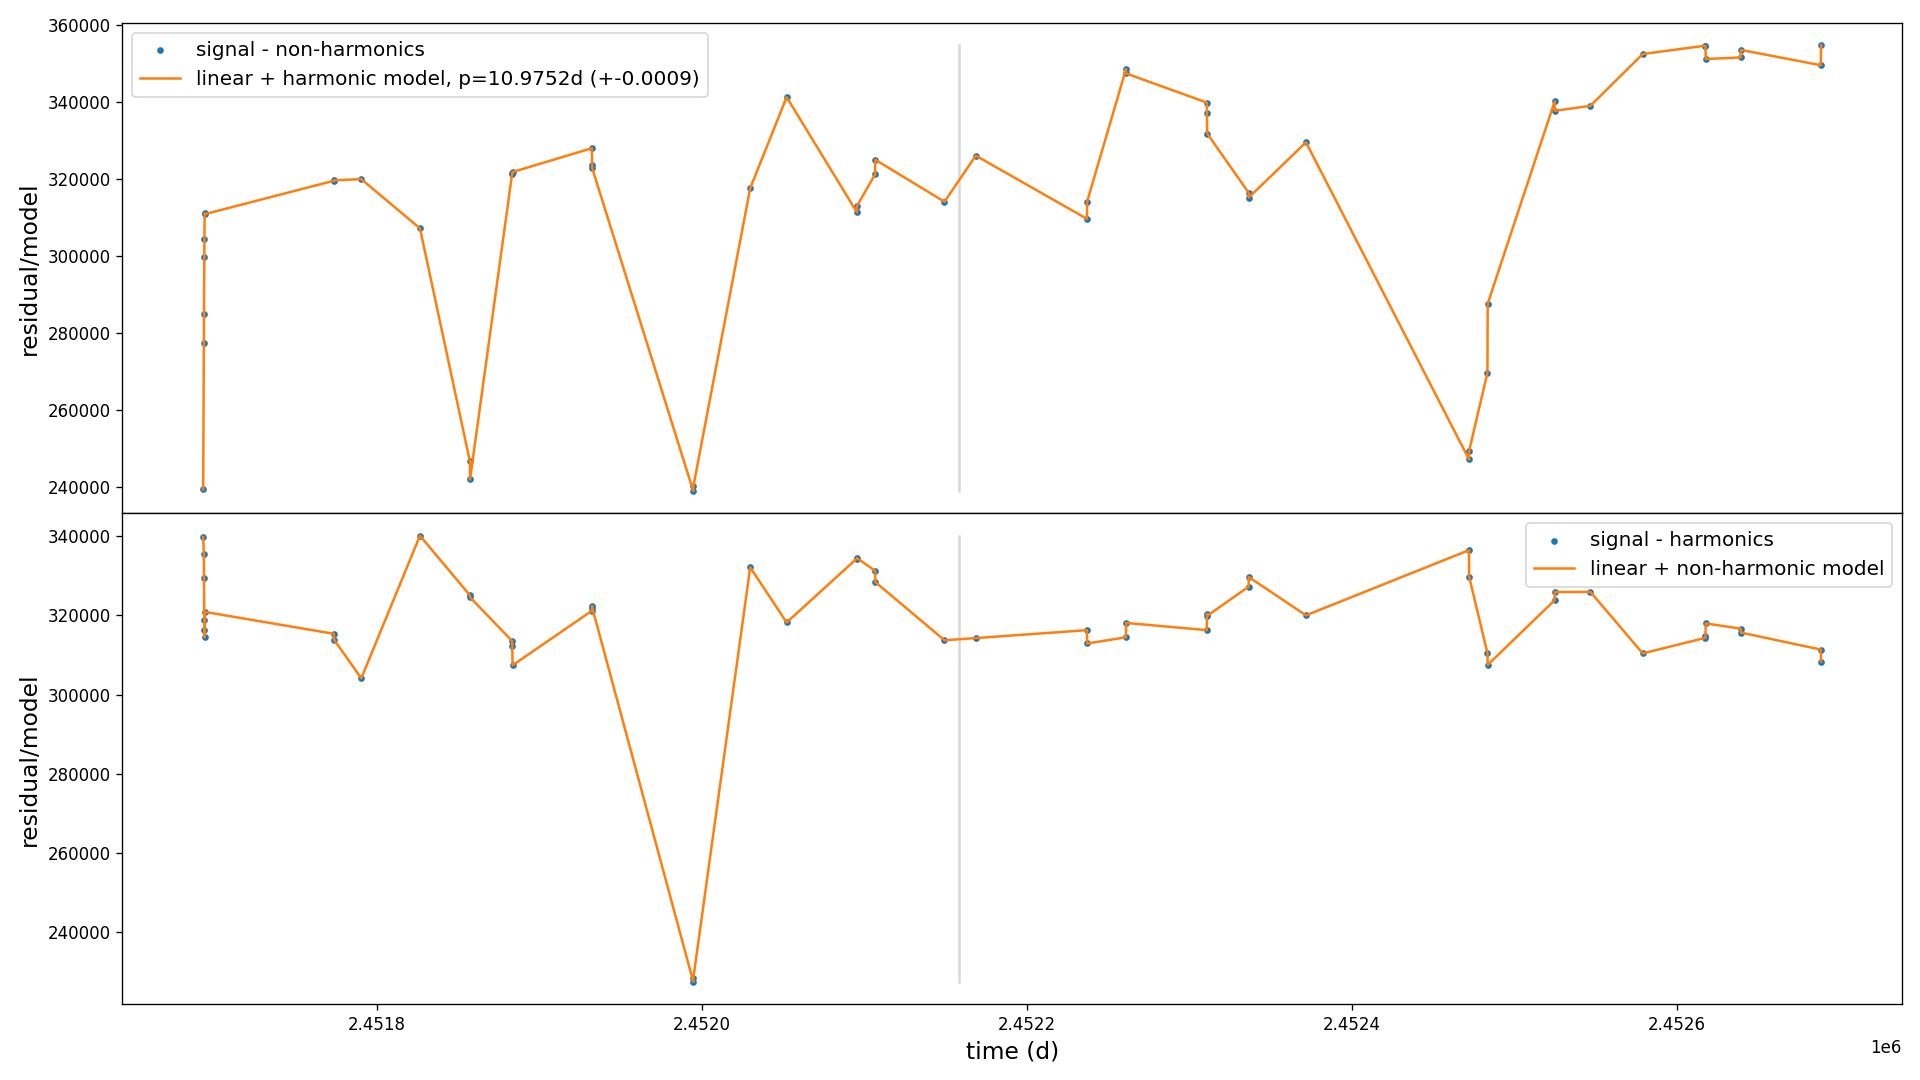 360000
signal - non-harmonics
linear + harmonic model, p=10.9752d (+-0.0009)
340000
320000
300000
280000
260000
240000
residual/model
340000
signal - harmonics
linear + non-harmonic model
320000
300000
280000
260000
240000
residual/model
2.4518 2.4520 2.4522 2.4524 2.4526
1e6
time (d)